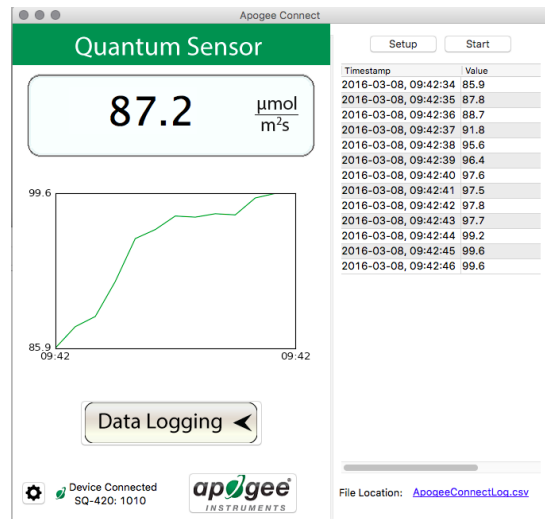 Apogee Connect
Quantum Sensor
87.2 µmol
m²s
99.6
85.9
09:42 09:42
Data Logging
Device Connected
SQ-420: 1010
apogee
INSTRUMENTS
Setup Start
Timestamp Value
2016-03-08, 09:42:34 85.9
2016-03-08, 09:42:35 87.8
2016-03-08, 09:42:36 88.7
2016-03-08, 09:42:37 91.8
2016-03-08, 09:42:38 95.6
2016-03-08, 09:42:39 96.4
2016-03-08, 09:42:40 97.6
2016-03-08, 09:42:41 97.5
2016-03-08, 09:42:42 97.8
2016-03-08, 09:42:43 97.7
2016-03-08, 09:42:44 99.2
2016-03-08, 09:42:45 99.6
2016-03-08, 09:42:46 99.6
File Location: ApogeeConnectLog.csv